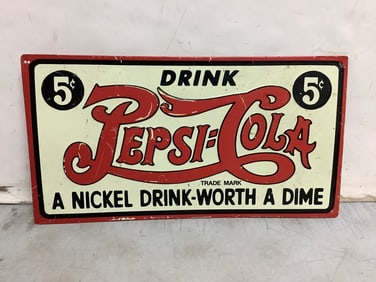 DRINK
5¢ 5¢
PEPSI=COLA
TRADE MARK
A NICKEL DRINK-WORTH A DIME